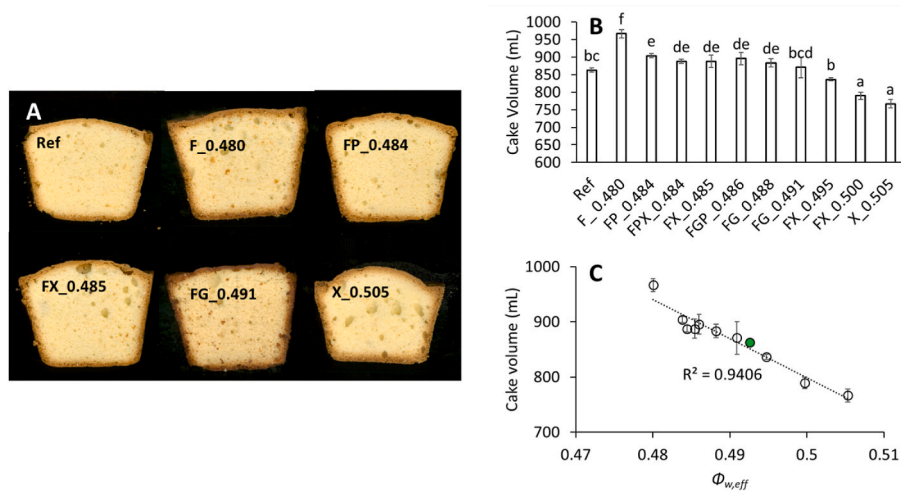 A
Ref
F_0.480
FP_0.484
FX_0.485
FG_0.491
X_0.505
B
Cake Volume (mL)
1000
950
900
850
800
750
700
650
600
bc
f
e
de
de
de
de
bcd
b
a
a
Ref
F_0.480
FP_0.484
FPX_0.484
FX_0.485
FGP_0.486
FG_0.488
FG_0.491
FX_0.495
FX_0.500
X_0.505
C
Cake volume (mL)
1000
900
800
700
R² = 0.9406
0.47
0.48
0.49
0.5
0.51
Φw,eff